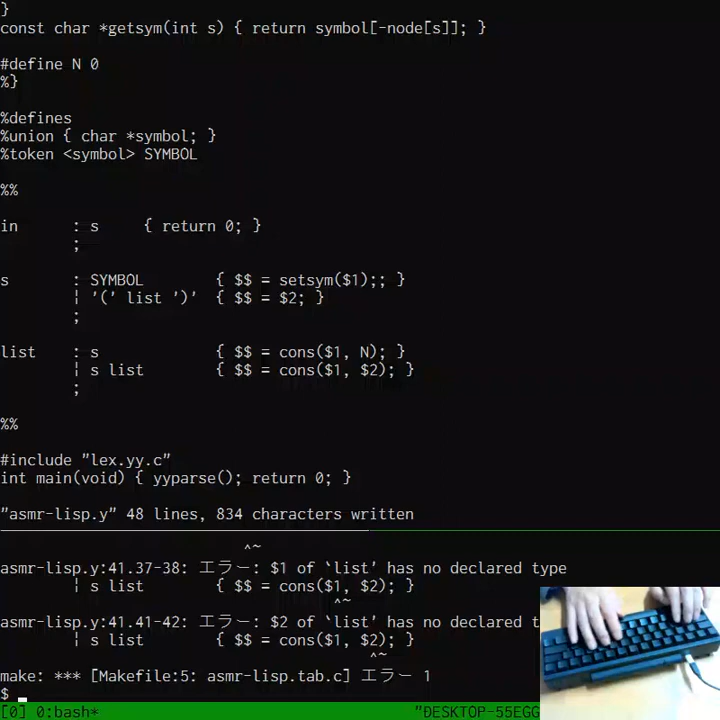 }
const char *getsym(int s) { return symbol[-node[s]]; }
#define N 0
%}
%defines
%union { char *symbol; }
%token <symbol> SYMBOL
%%
in : s { return 0; }
;
s : SYMBOL { $$ = setsym($1);; }
| '(' list ')' { $$ = $2; }
;
list : s { $$ = cons($1, N); }
| s list { $$ = cons($1, $2); }
;
%%
#include "lex.yy.c"
int main(void) { yyparse(); return 0; }
"asmr-lisp.y" 48 lines, 834 characters written
^~
asmr-lisp.y:41.37-38: エラー: $1 of ‘list’ has no declared type
| s list { $$ = cons($1, $2); }
^~
asmr-lisp.y:41.41-42: エラー: $2 of ‘list’ has no declared t
| s list { $$ = cons($1, $2); }
^~
make: *** [Makefile:5: asmr-lisp.tab.c] エラー 1
$
[0] 0:bash* "DESKTOP-55EGG